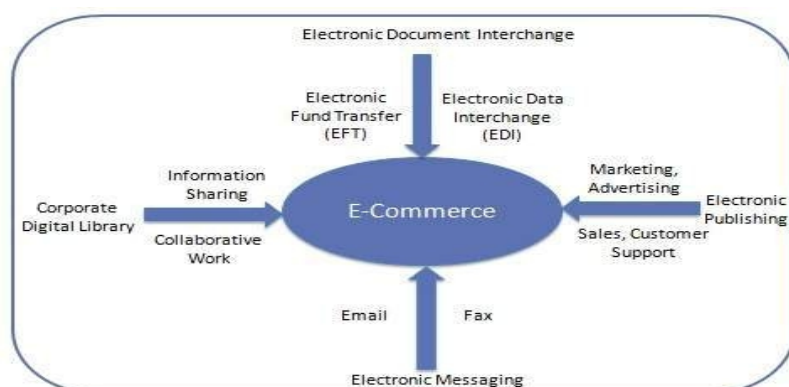 Electronic Document Interchange
Electronic
Fund Transfer
(EFT)
Electronic Data
Interchange
(EDI)
Information
Sharing
Marketing,
Advertising
Corporate
Digital Library
E-Commerce
Electronic
Publishing
Collaborative
Work
Sales, Customer
Support
Email
Fax
Electronic Messaging